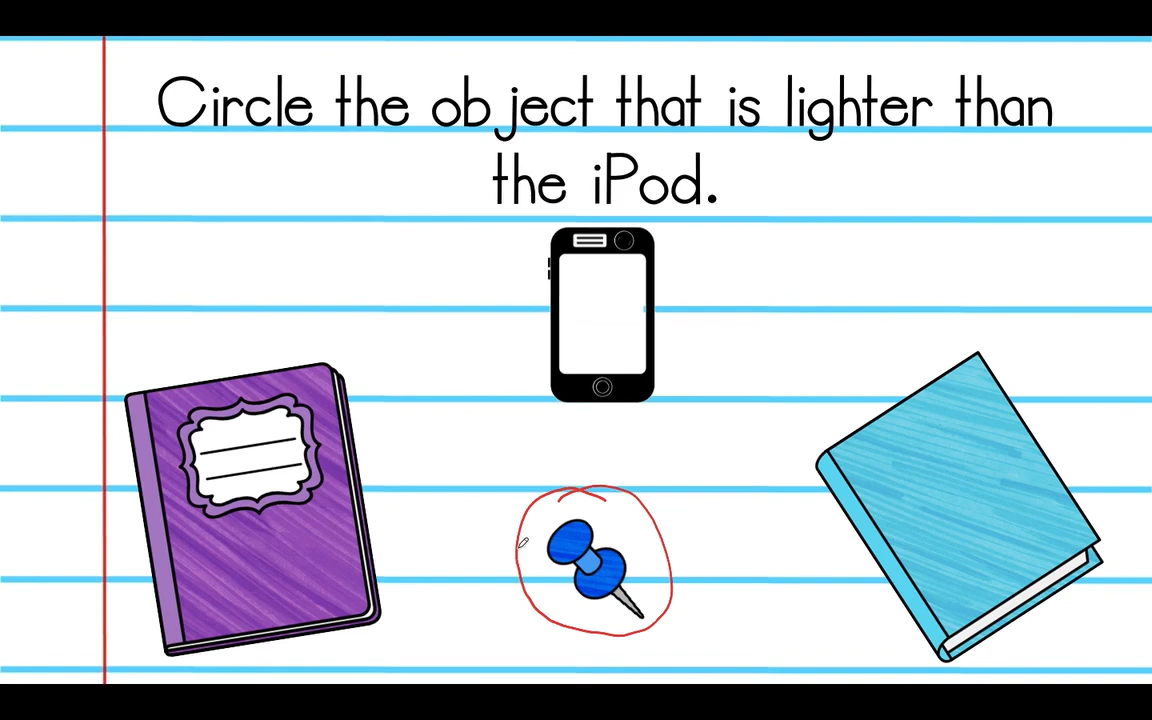 Circle the object that is lighter than
the iPod.